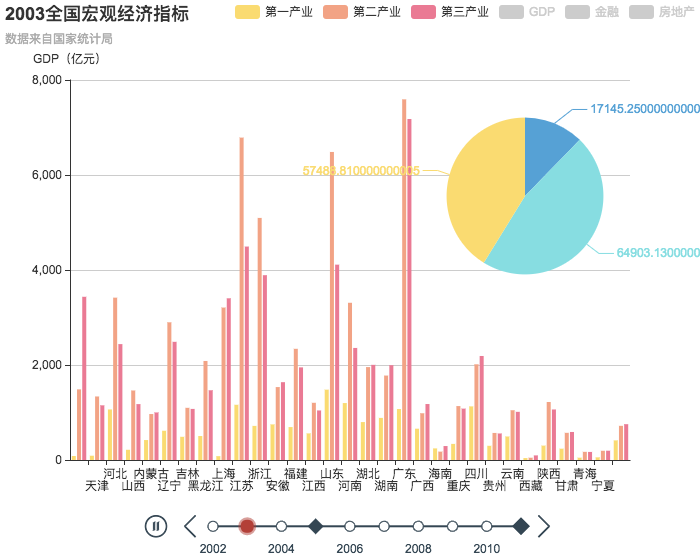 2003全国宏观经济指标
第一产业 第二产业 第三产业 GDP 金融 房地产
数据来自国家统计局
GDP（亿元）
8,000
17145.25000000000
57483.810000000005
6,000
64903.1300000
4,000
2,000
0
河北 内蒙古 吉林 上海 浙江 福建 山东 湖北 广东 海南 四川 云南 陕西 青海
天津 山西 辽宁 黑龙江 江苏 安徽 江西 河南 湖南 广西 重庆 贵州 西藏 甘肃 宁夏
2002 2004 2006 2008 2010